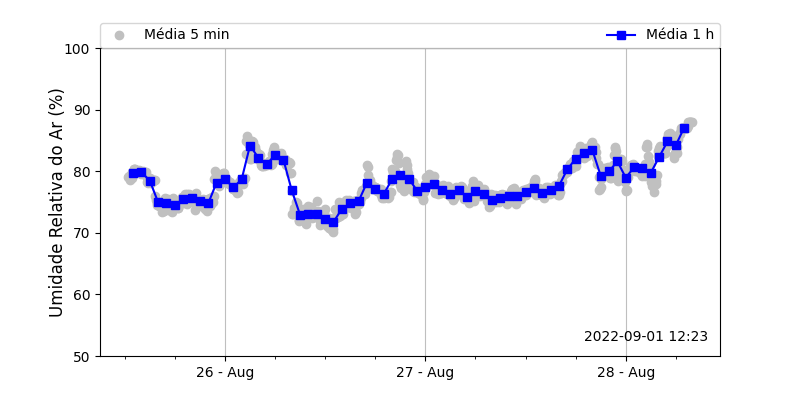 Média 5 min
Média 1 h
Umidade Relativa do Ar (%)
100
90
80
70
60
50
2022-09-01 12:23
26 - Aug
27 - Aug
28 - Aug